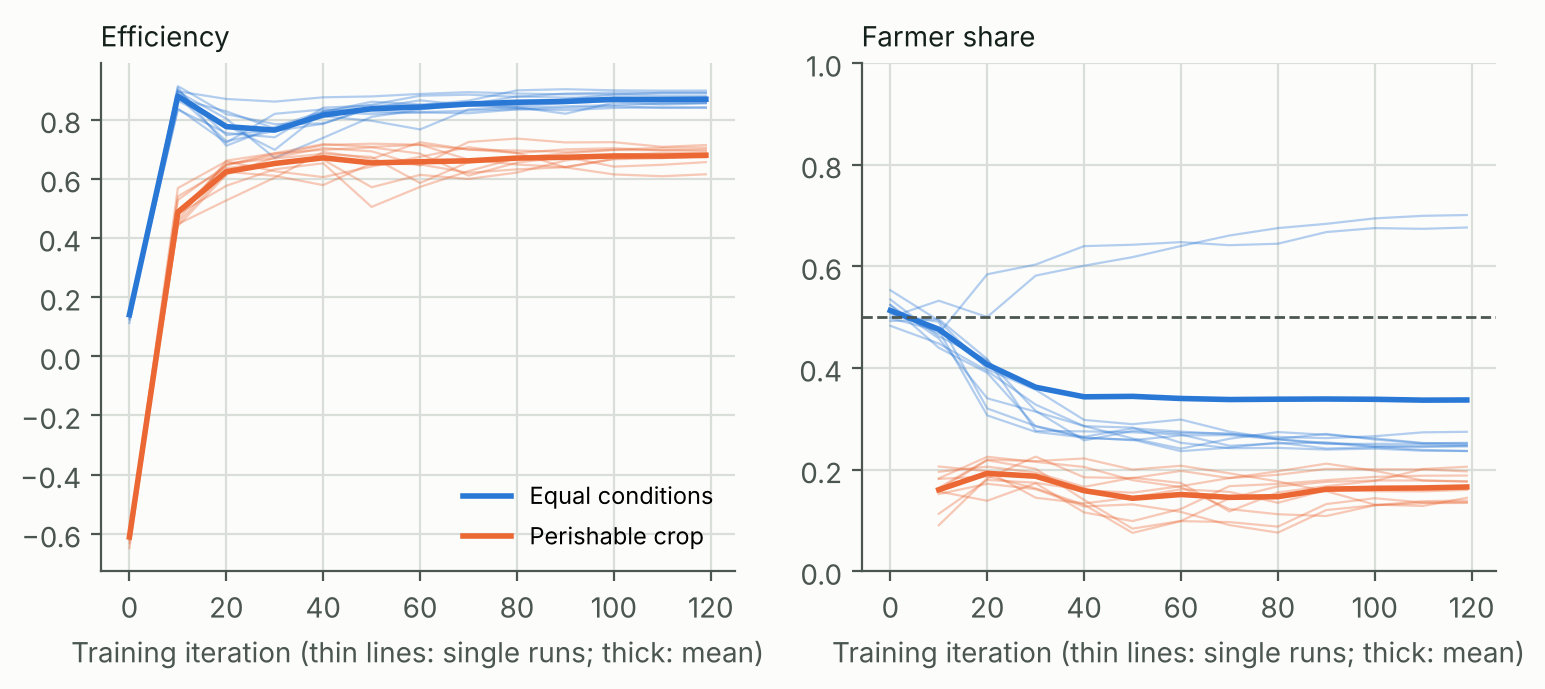 Efficiency
0.8
0.6
0.4
0.2
0.0
−0.2
−0.4
−0.6
Equal conditions
Perishable crop
0 20 40 60 80 100 120
Training iteration (thin lines: single runs; thick: mean)
Farmer share
1.0
0.8
0.6
0.4
0.2
0.0
0 20 40 60 80 100 120
Training iteration (thin lines: single runs; thick: mean)